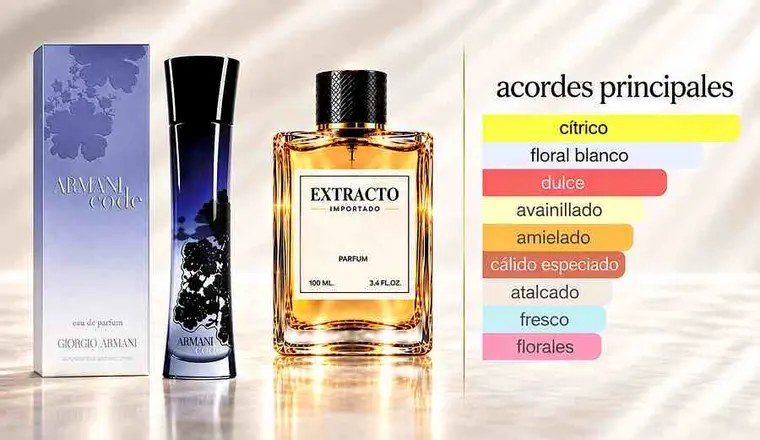 ARMANI
code
eau de parfum
GIORGIO ARMANI
ARMANI
code
EXTRACTO
IMPORTADO
PARFUM
100 ML. 3.4 FL.OZ.
acordes principales
cítrico
floral blanco
dulce
avainillado
amielado
cálido especiado
atalcado
fresco
florales